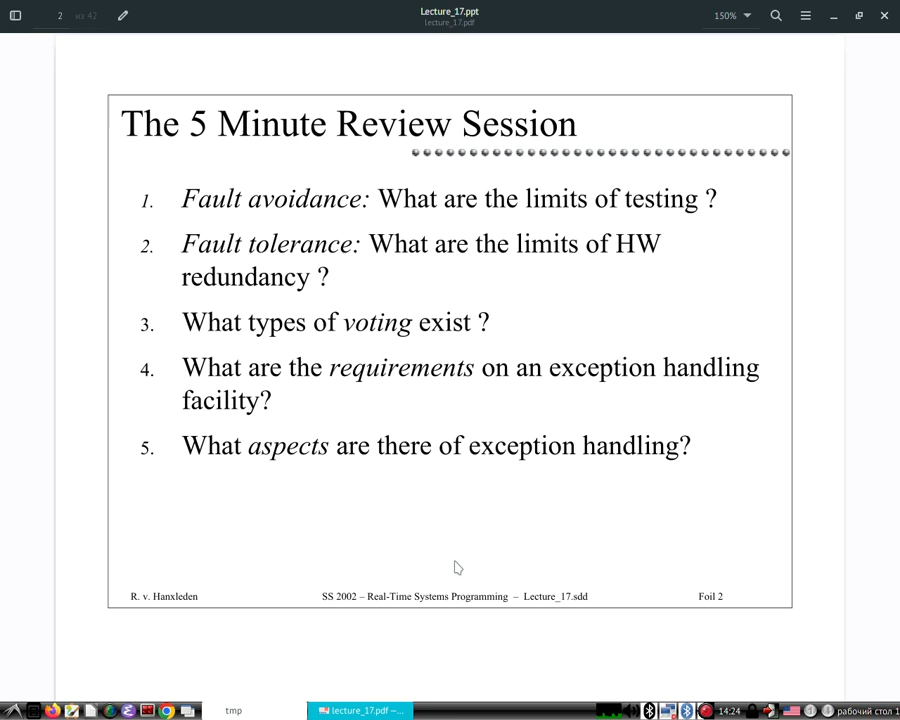 2 из 42
Lecture_17.ppt
lecture_17.pdf
150%
The 5 Minute Review Session
1. Fault avoidance: What are the limits of testing ?
2. Fault tolerance: What are the limits of HW
redundancy ?
3. What types of voting exist ?
4. What are the requirements on an exception handling
facility?
5. What aspects are there of exception handling?
R. v. Hanxleden SS 2002 – Real-Time Systems Programming – Lecture_17.sdd Foil 2
tmp lecture_17.pdf —... 14:24 рабочий стол 1